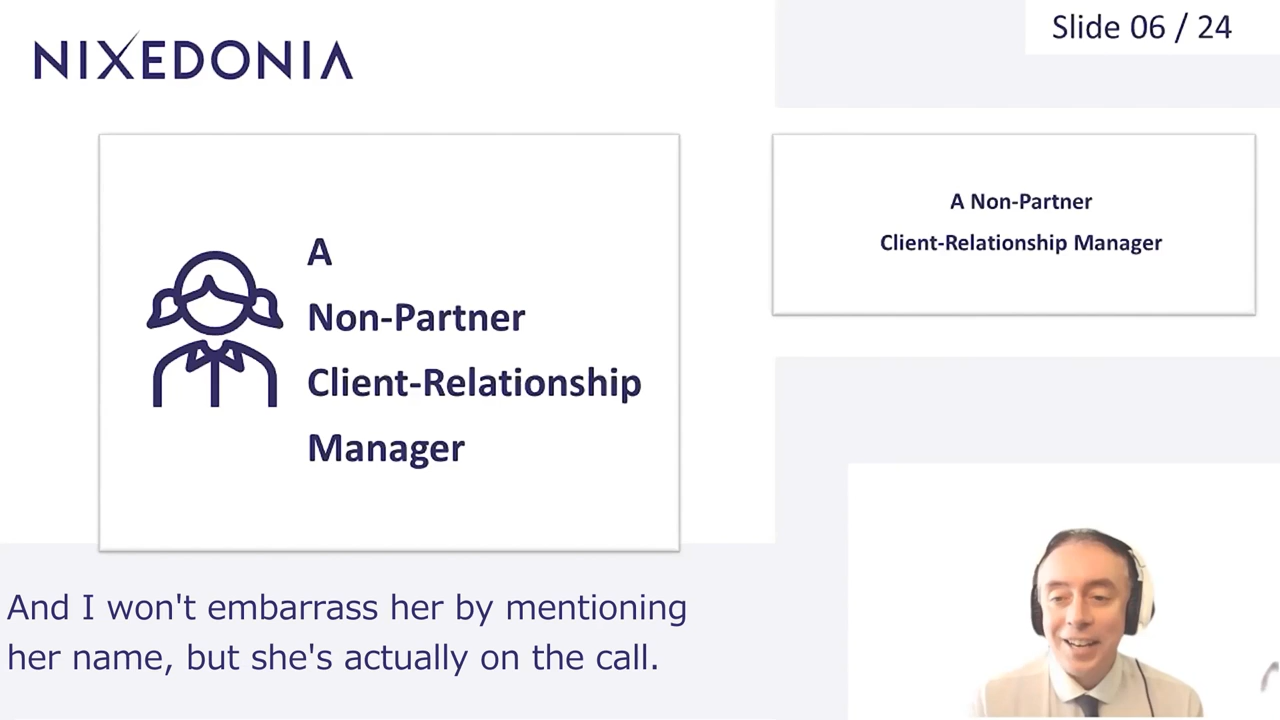 NIXEDONIA
Slide 06 / 24
A
Non-Partner
Client-Relationship
Manager
A Non-Partner
Client-Relationship Manager
And I won't embarrass her by mentioning
her name, but she's actually on the call.